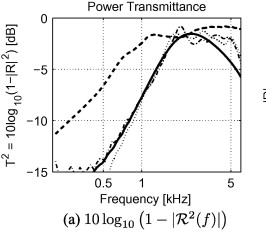 Power Transmittance
T² = 10log₁₀(1−|R|²) [dB]
0
−5
−10
−15
0.5
1
5
Frequency [kHz]
(a) 10 log₁₀ (1 − |ℛ²(f)|)